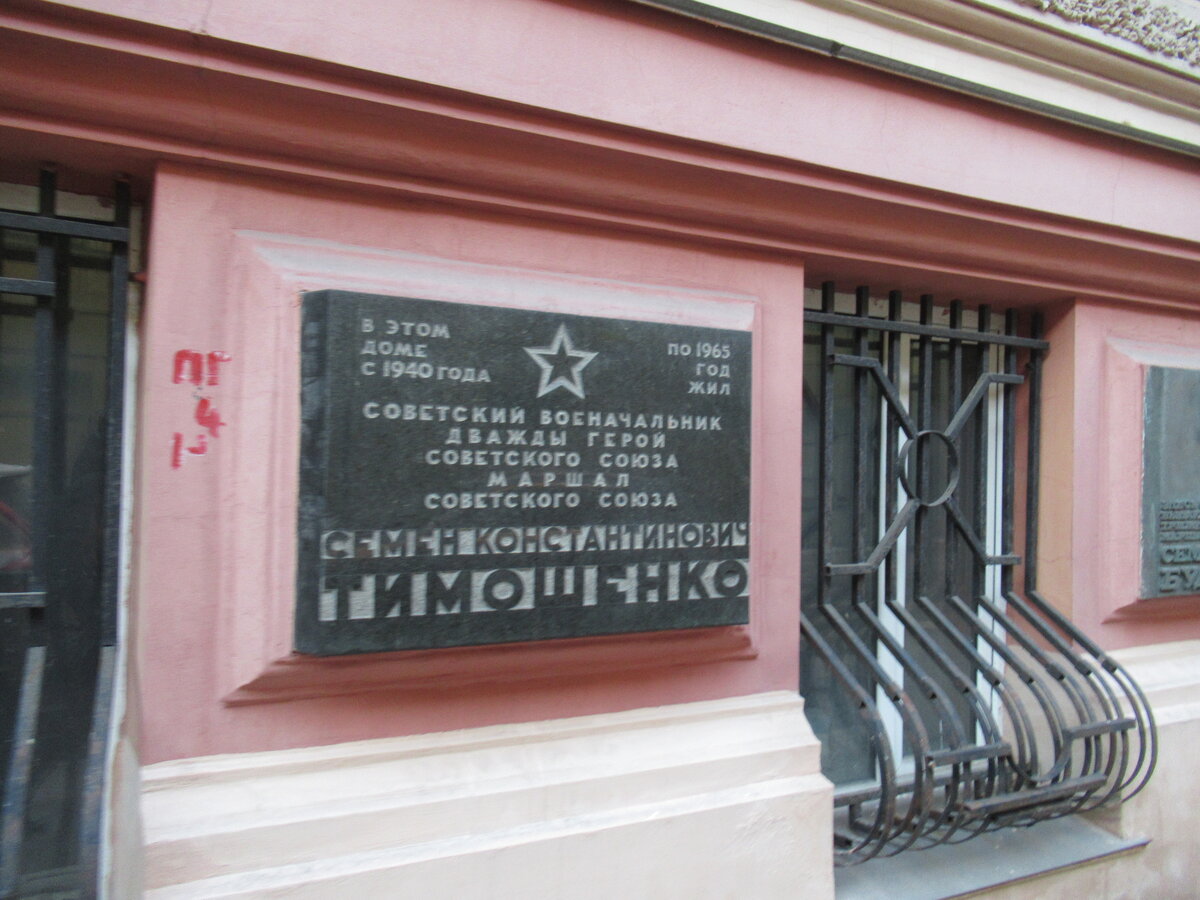 В ЭТОМ
ДОМЕ
С 1940 ГОДА
ПО 1965
ГОД
ЖИЛ
СОВЕТСКИЙ ВОЕНАЧАЛЬНИК
ДВАЖДЫ ГЕРОЙ
СОВЕТСКОГО СОЮЗА
МАРШАЛ
СОВЕТСКОГО СОЮЗА
СЕМЕН КОНСТАНТИНОВИЧ
ТИМОШЕНКО
ПГ
4